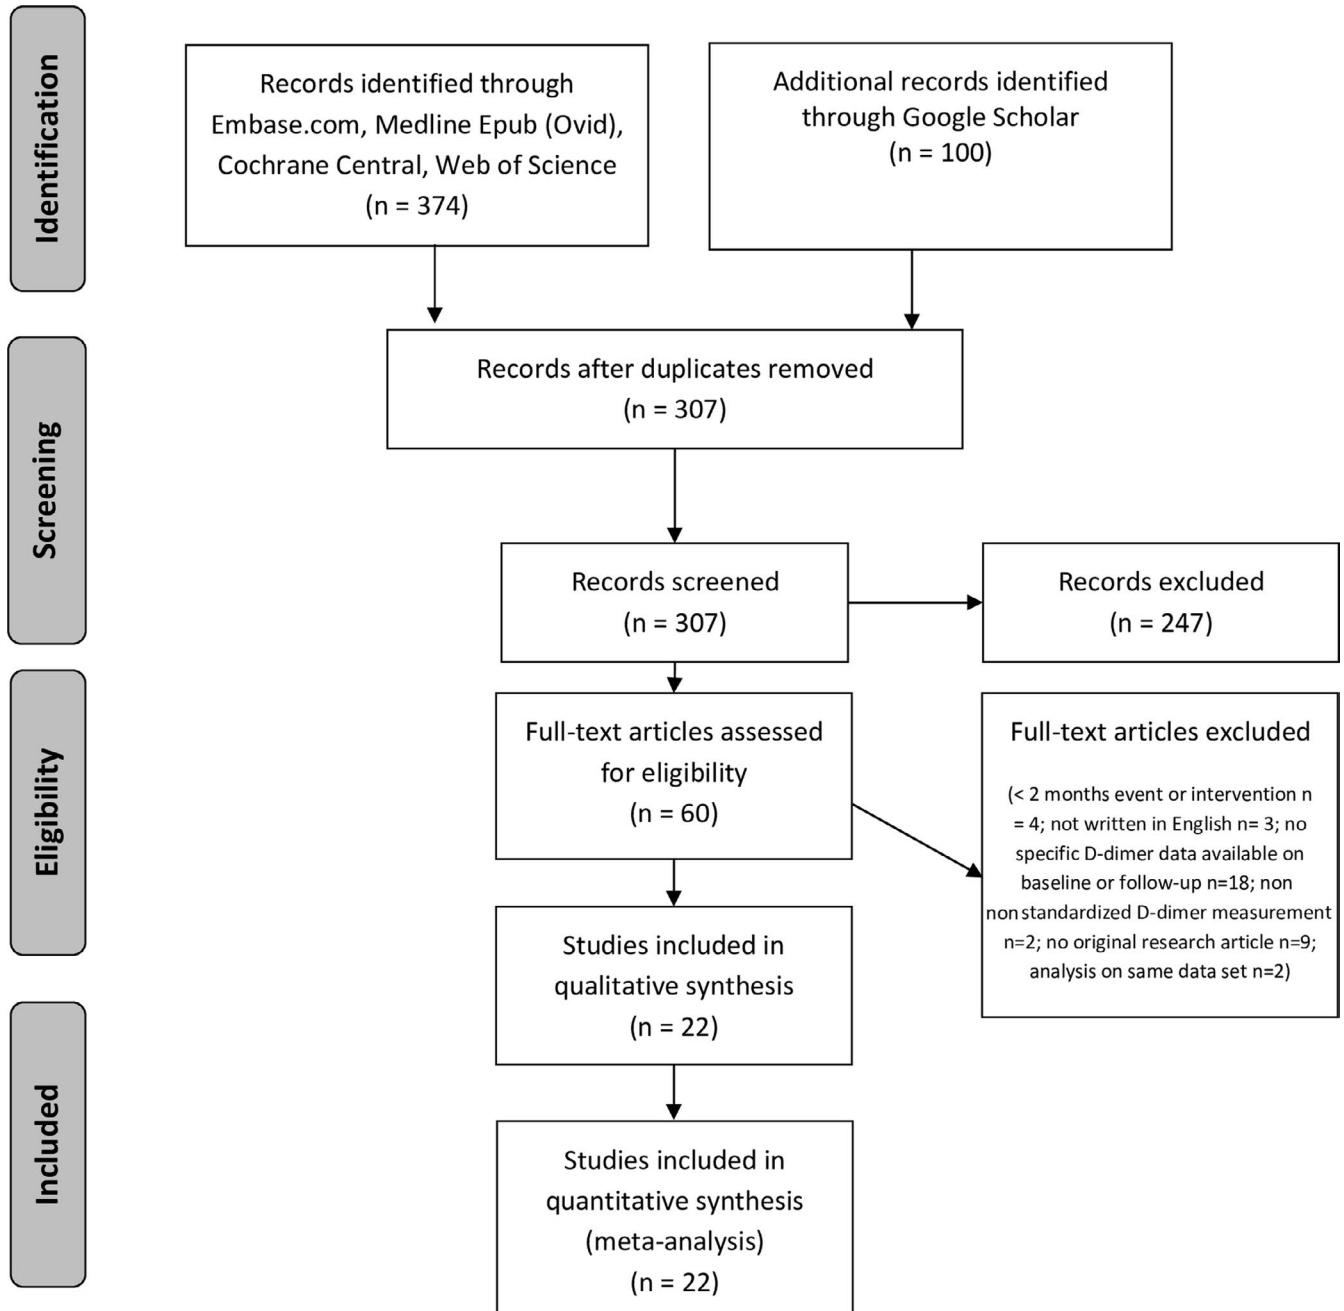 Identification
Records identified through
Embase.com, Medline Epub (Ovid),
Cochrane Central, Web of Science
(n = 374)
Additional records identified
through Google Scholar
(n = 100)
Screening
Records after duplicates removed
(n = 307)
Records screened
(n = 307)
Records excluded
(n = 247)
Eligibility
Full-text articles assessed
for eligibility
(n = 60)
Full-text articles excluded
(< 2 months event or intervention n
= 4; not written in English n= 3; no
specific D-dimer data available on
baseline or follow-up n=18; non
non standardized D-dimer measurement
n=2; no original research article n=9;
analysis on same data set n=2)
Studies included in
qualitative synthesis
(n = 22)
Included
Studies included in
quantitative synthesis
(meta-analysis)
(n = 22)